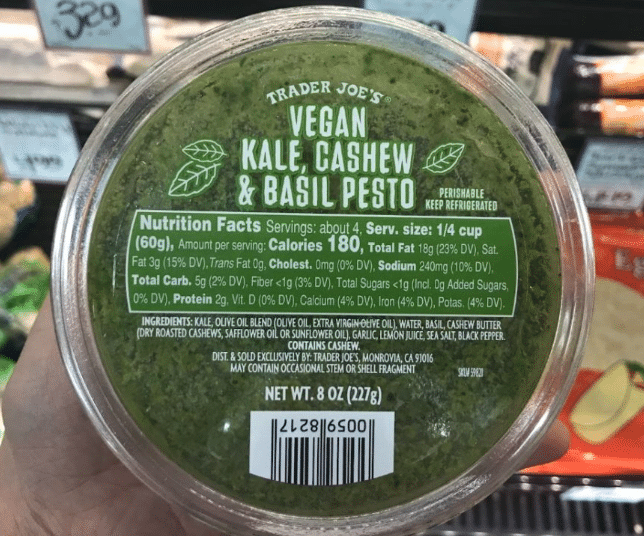 329
TRADER JOE'S®
VEGAN
KALE, CASHEW
& BASIL PESTO
PERISHABLE
KEEP REFRIGERATED
Nutrition Facts Servings: about 4, Serv. size: 1/4 cup
(60g), Amount per serving: Calories 180, Total Fat 18g (23% DV), Sat.
Fat 3g (15% DV), Trans Fat 0g, Cholest. 0mg (0% DV), Sodium 240mg (10% DV),
Total Carb. 5g (2% DV), Fiber <1g (3% DV), Total Sugars <1g (Incl. 0g Added Sugars,
0% DV), Protein 2g, Vit. D (0% DV), Calcium (4% DV), Iron (4% DV), Potas. (4% DV).
INGREDIENTS: KALE, OLIVE OIL BLEND (OLIVE OIL, EXTRA VIRGIN OLIVE OIL), WATER, BASIL, CASHEW BUTTER
(DRY ROASTED CASHEWS, SAFFLOWER OIL OR SUNFLOWER OIL), GARLIC, LEMON JUICE, SEA SALT, BLACK PEPPER.
CONTAINS CASHEW.
DIST. & SOLD EXCLUSIVELY BY: TRADER JOE'S, MONROVIA, CA 91016
MAY CONTAIN OCCASIONAL STEM OR SHELL FRAGMENT
NET WT. 8 OZ (227g)
00598217